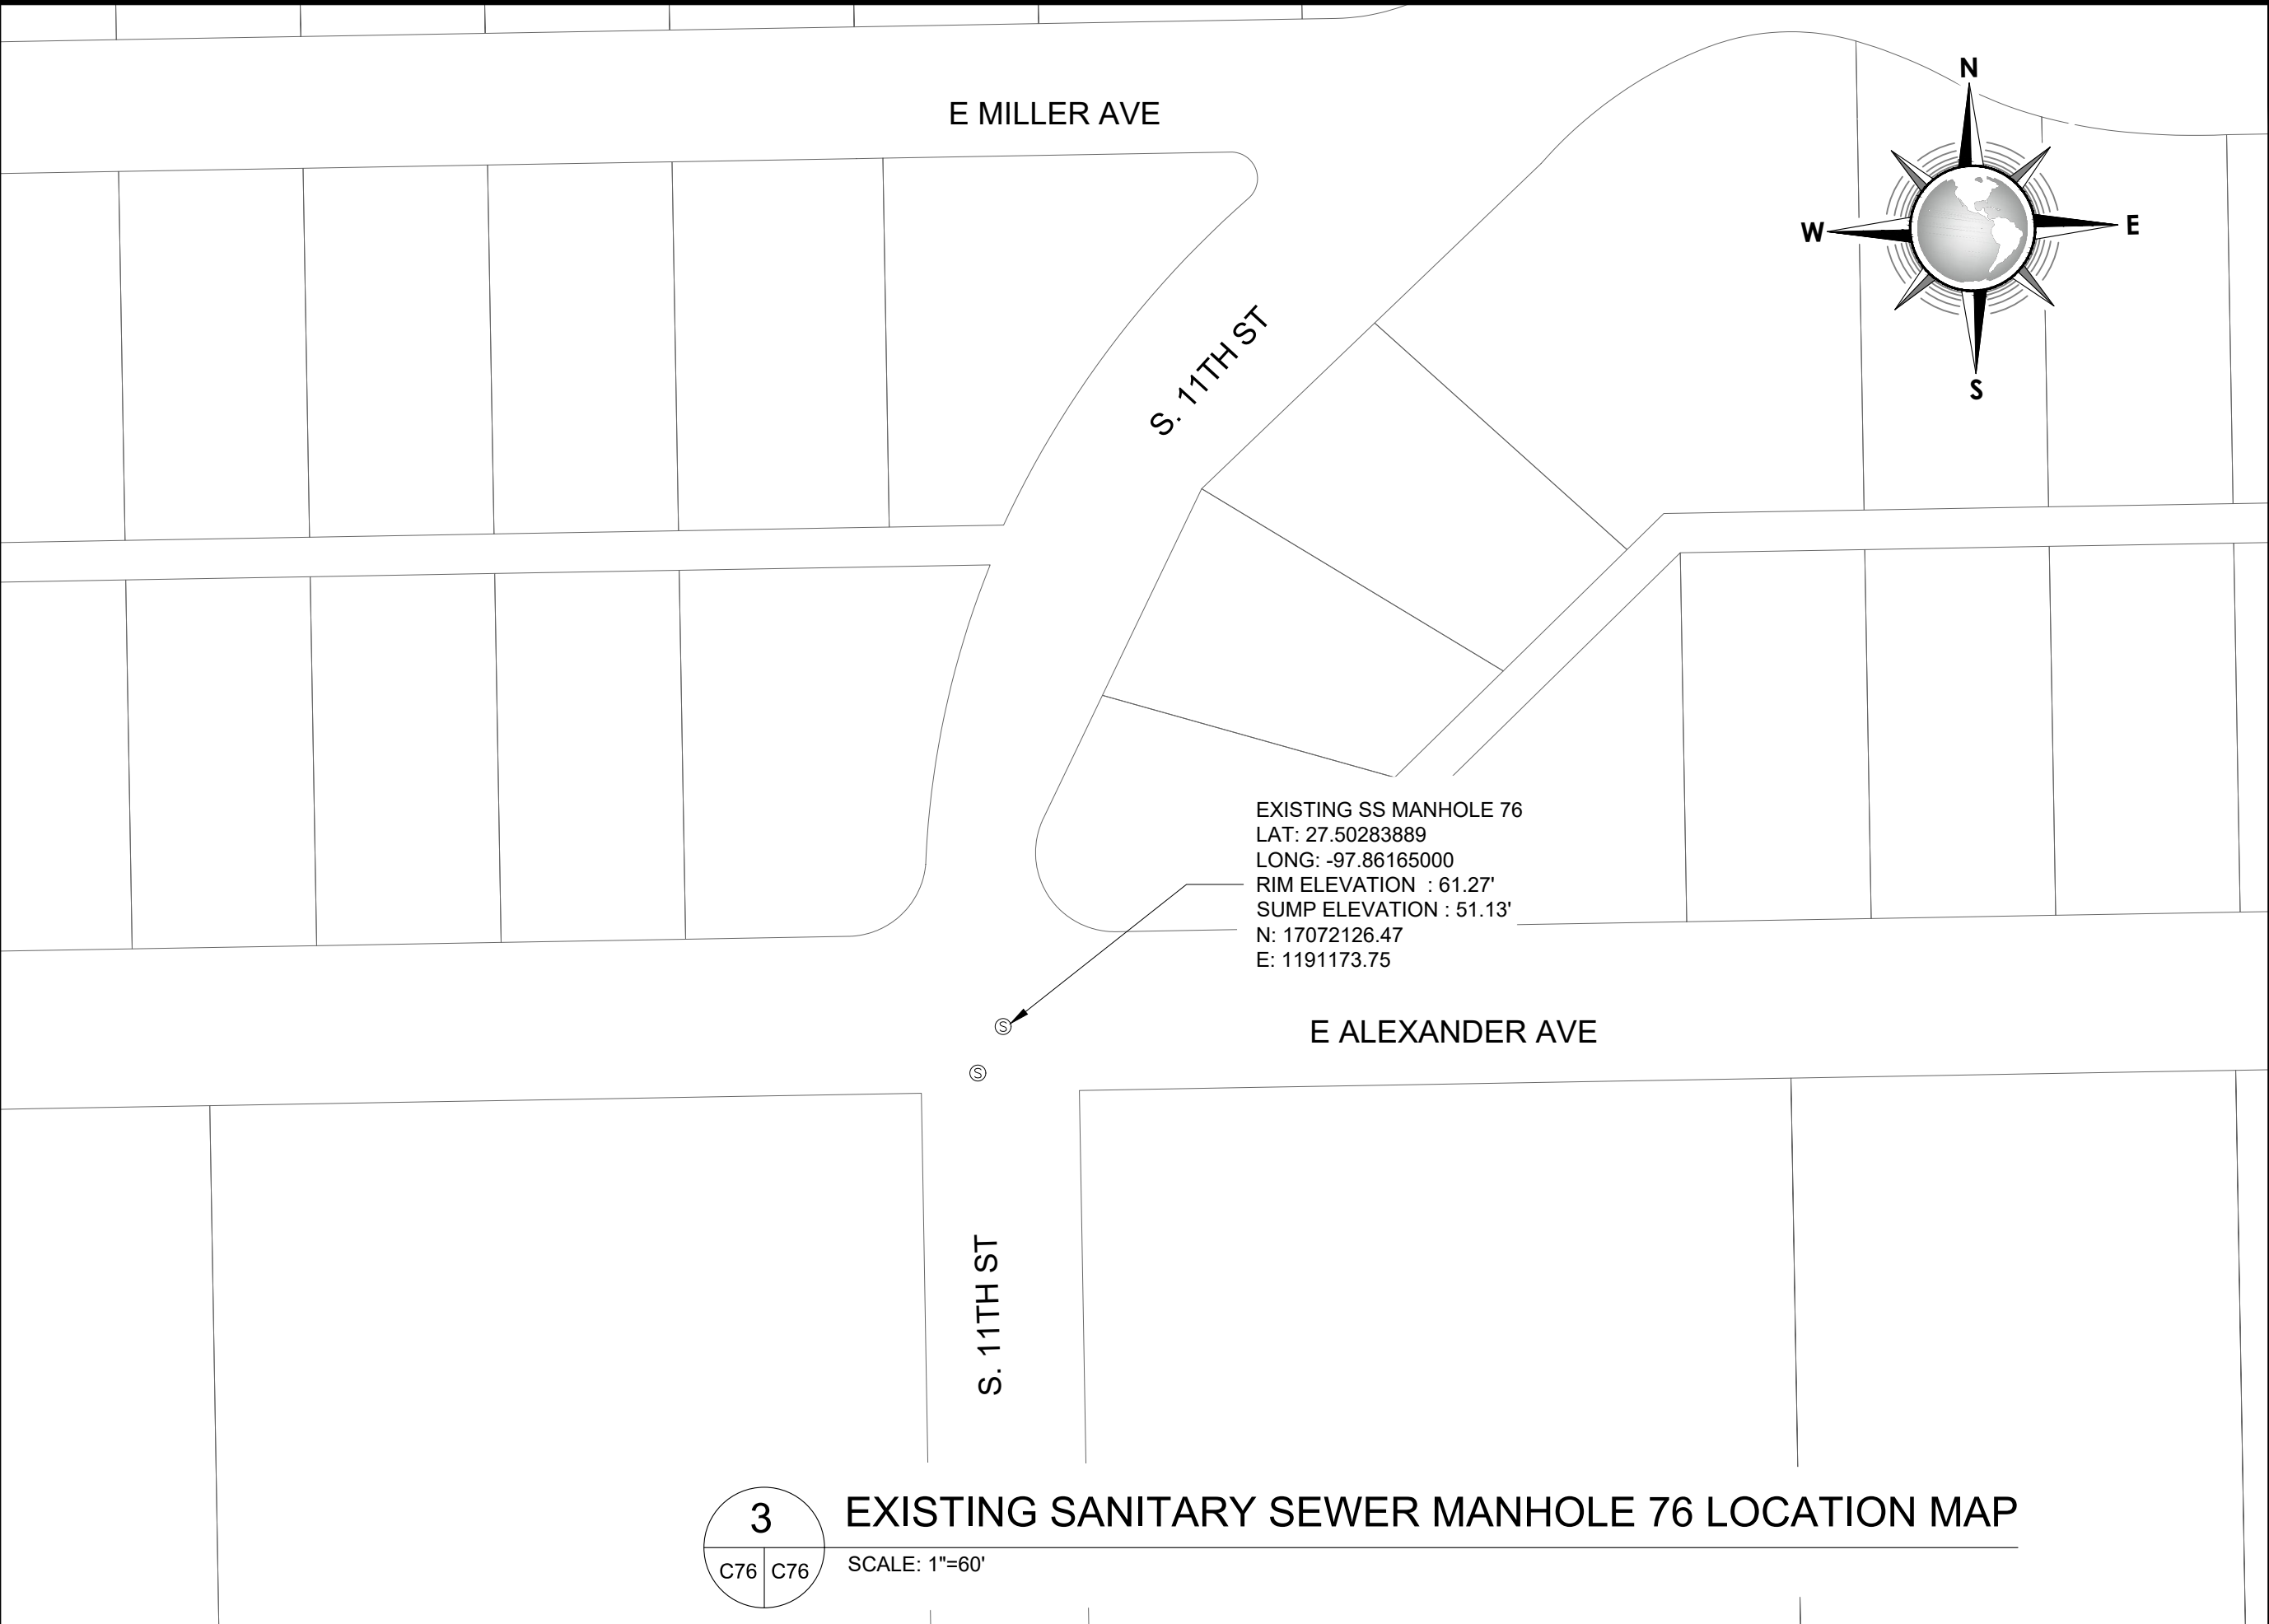 E MILLER AVE
N
W
E
S
S. 11TH ST
EXISTING SS MANHOLE 76
LAT: 27.50283889
LONG: -97.86165000
RIM ELEVATION : 61.27'
SUMP ELEVATION : 51.13'
N: 17072126.47
E: 1191173.75
S
E ALEXANDER AVE
S
S. 11TH ST
3
C76
C76
EXISTING SANITARY SEWER MANHOLE 76 LOCATION MAP
SCALE: 1"=60'